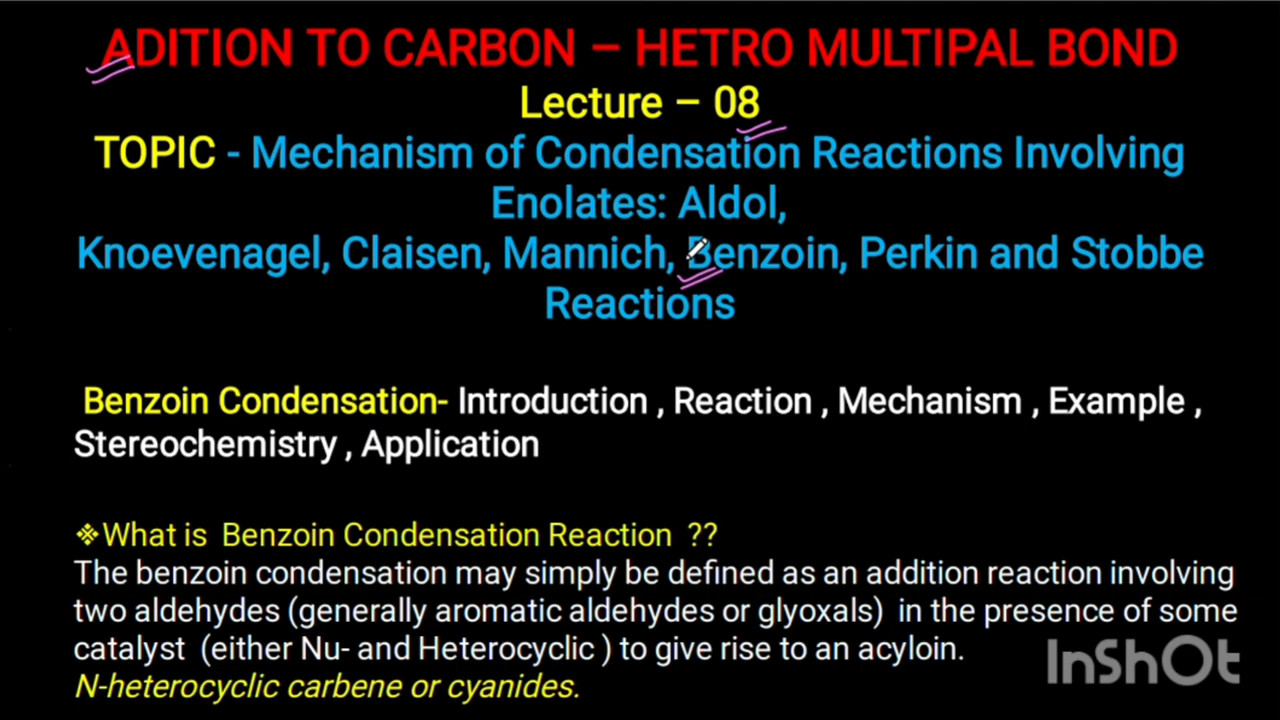 ADITION TO CARBON – HETRO MULTIPAL BOND
Lecture – 08
TOPIC - Mechanism of Condensation Reactions Involving
Enolates: Aldol,
Knoevenagel, Claisen, Mannich, Benzoin, Perkin and Stobbe
Reactions
Benzoin Condensation- Introduction , Reaction , Mechanism , Example ,
Stereochemistry , Application
❖What is Benzoin Condensation Reaction ??
The benzoin condensation may simply be defined as an addition reaction involving
two aldehydes (generally aromatic aldehydes or glyoxals) in the presence of some
catalyst (either Nu- and Heterocyclic ) to give rise to an acyloin.
N-heterocyclic carbene or cyanides.
InShOt